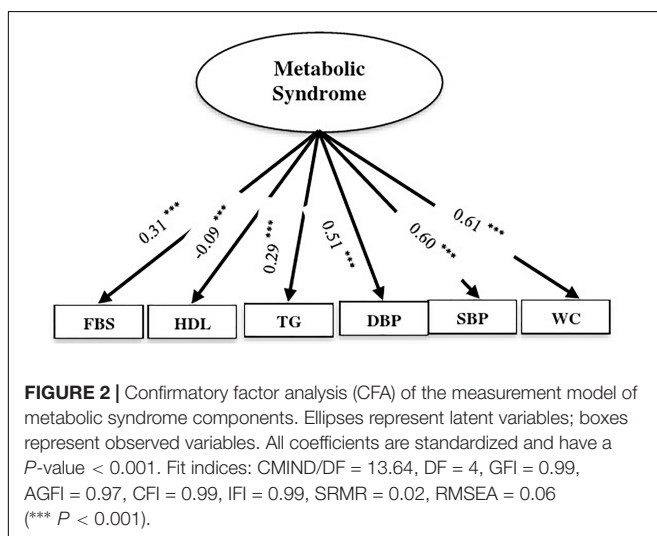 Metabolic
Syndrome
0.31 ***
-0.09 ***
0.29 ***
0.51 ***
0.60 ***
0.61 ***
FBS HDL TG DBP SBP WC
FIGURE 2 | Confirmatory factor analysis (CFA) of the measurement model of
metabolic syndrome components. Ellipses represent latent variables; boxes
represent observed variables. All coefficients are standardized and have a
P-value < 0.001. Fit indices: CMIND/DF = 13.64, DF = 4, GFI = 0.99,
AGFI = 0.97, CFI = 0.99, IFI = 0.99, SRMR = 0.02, RMSEA = 0.06
(*** P < 0.001).